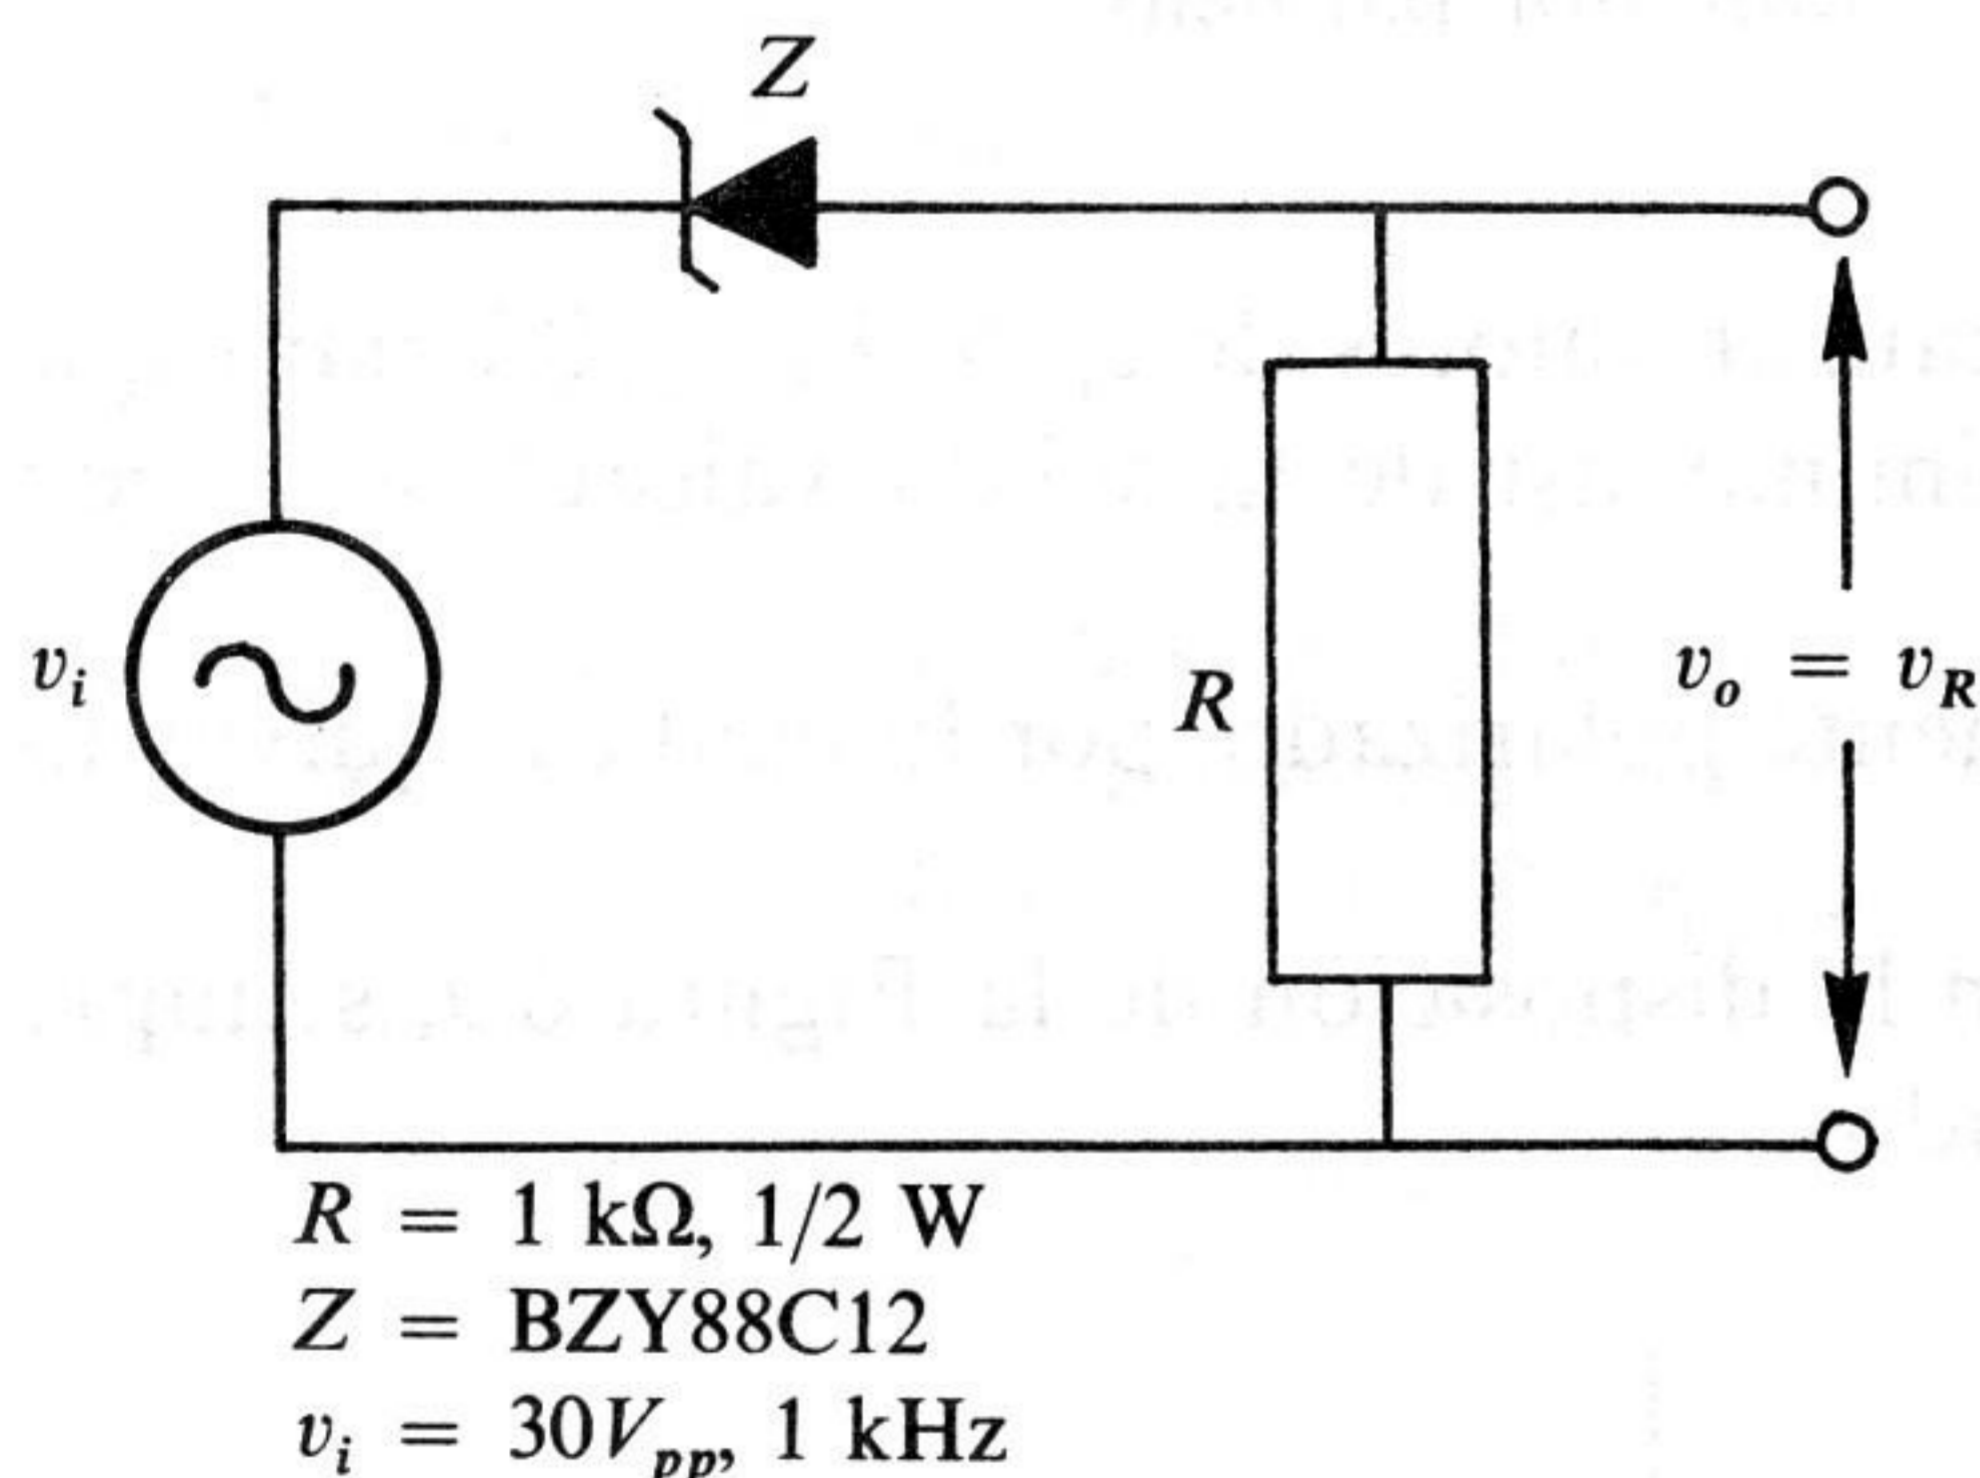 Z
v_i
R
v_o = v_R
R = 1 kΩ, 1/2 W
Z = BZY88C12
v_i = 30V_pp, 1 kHz